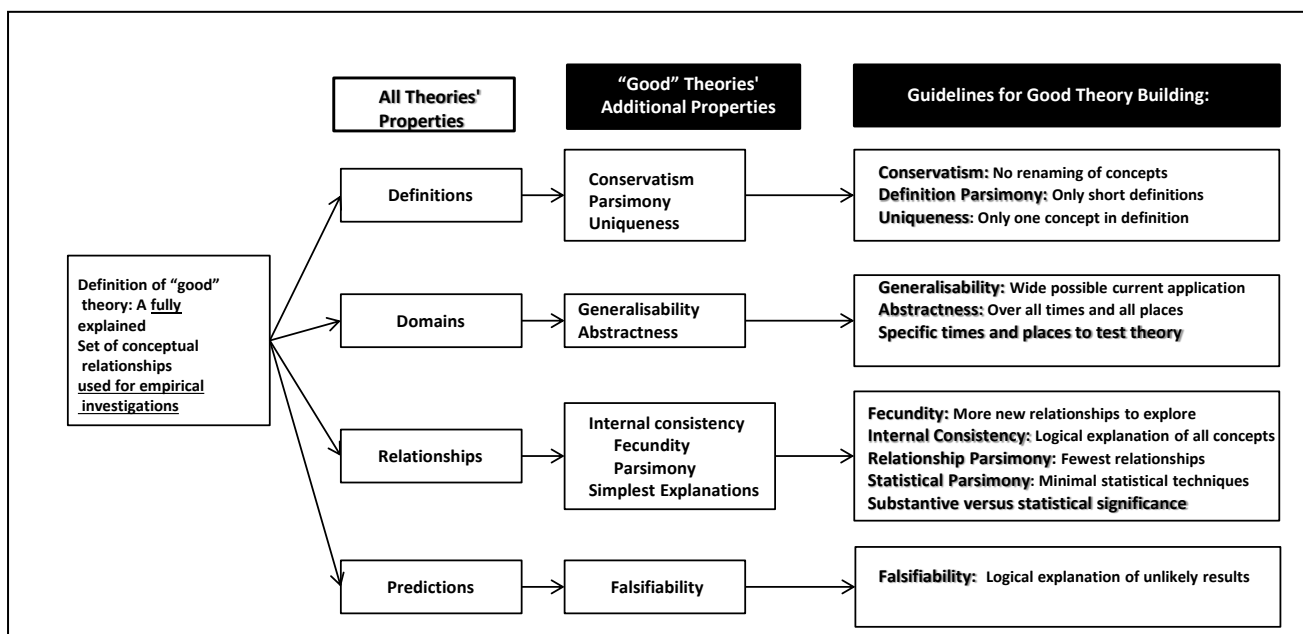 All Theories'
Properties
“Good” Theories'
Additional Properties
Guidelines for Good Theory Building:
Definition of “good”
theory: A fully
explained
Set of conceptual
relationships
used for empirical
investigations
Definitions
Conservatism
Parsimony
Uniqueness
Conservatism: No renaming of concepts
Definition Parsimony: Only short definitions
Uniqueness: Only one concept in definition
Domains
Generalisability
Abstractness
Generalisability: Wide possible current application
Abstractness: Over all times and all places
Specific times and places to test theory
Relationships
Internal consistency
Fecundity
Parsimony
Simplest Explanations
Fecundity: More new relationships to explore
Internal Consistency: Logical explanation of all concepts
Relationship Parsimony: Fewest relationships
Statistical Parsimony: Minimal statistical techniques
Substantive versus statistical significance
Predictions
Falsifiability
Falsifiability: Logical explanation of unlikely results